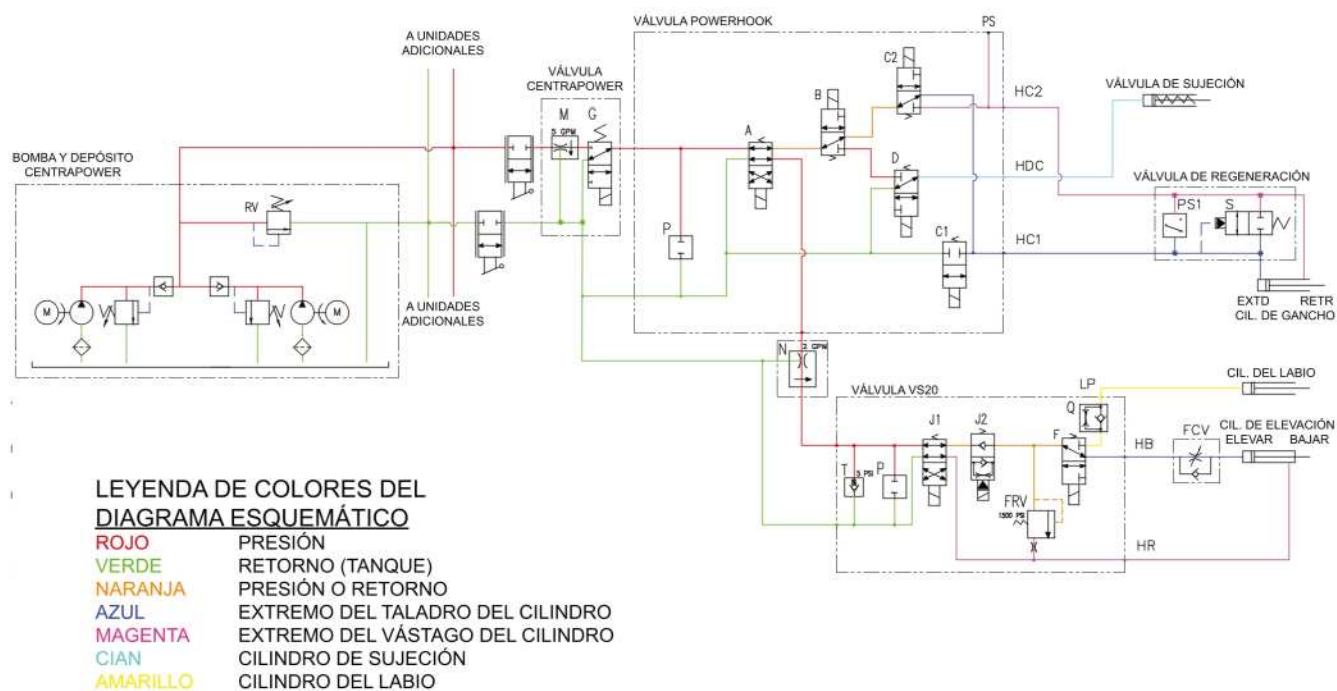 A UNIDADES
ADICIONALES
VÁLVULA POWERHOOK
PS
VÁLVULA
CENTRAPOWER
C2
HC2
VÁLVULA DE SUJECIÓN
M
G
5 GPM
B
A
BOMBA Y DEPÓSITO
CENTRAPOWER
D
HDC
VÁLVULA DE REGENERACIÓN
RV
PS1
S
P
C1
HC1
M
M
A UNIDADES
ADICIONALES
EXTD RETR
CIL. DE GANCHO
N
2 GPM
VÁLVULA VS20
LP
CIL. DEL LABIO
Q
J1
J2
F
HB
FCV
CIL. DE ELEVACIÓN
ELEVAR BAJAR
T
5 PSI
P
FRV
1500 PSI
HR
LEYENDA DE COLORES DEL
DIAGRAMA ESQUEMÁTICO
ROJO PRESIÓN
VERDE RETORNO (TANQUE)
NARANJA PRESIÓN O RETORNO
AZUL EXTREMO DEL TALADRO DEL CILINDRO
MAGENTA EXTREMO DEL VÁSTAGO DEL CILINDRO
CIAN CILINDRO DE SUJECIÓN
AMARILLO CILINDRO DEL LABIO